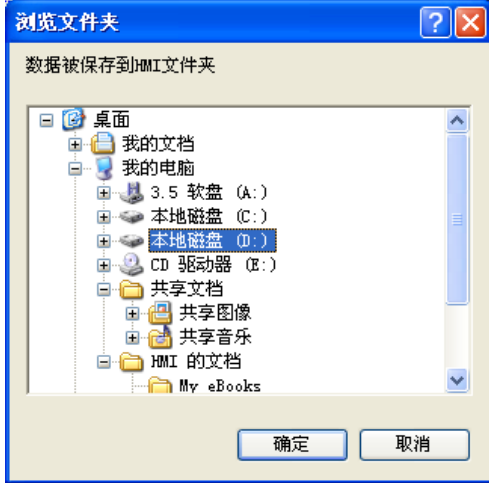 浏览文件夹
数据被保存到HMI文件夹
桌面
我的文档
我的电脑
3.5 软盘 (A:)
本地磁盘 (C:)
本地磁盘 (D:)
CD 驱动器 (E:)
共享文档
共享图像
共享音乐
HMI 的文档
My eBooks
确定
取消